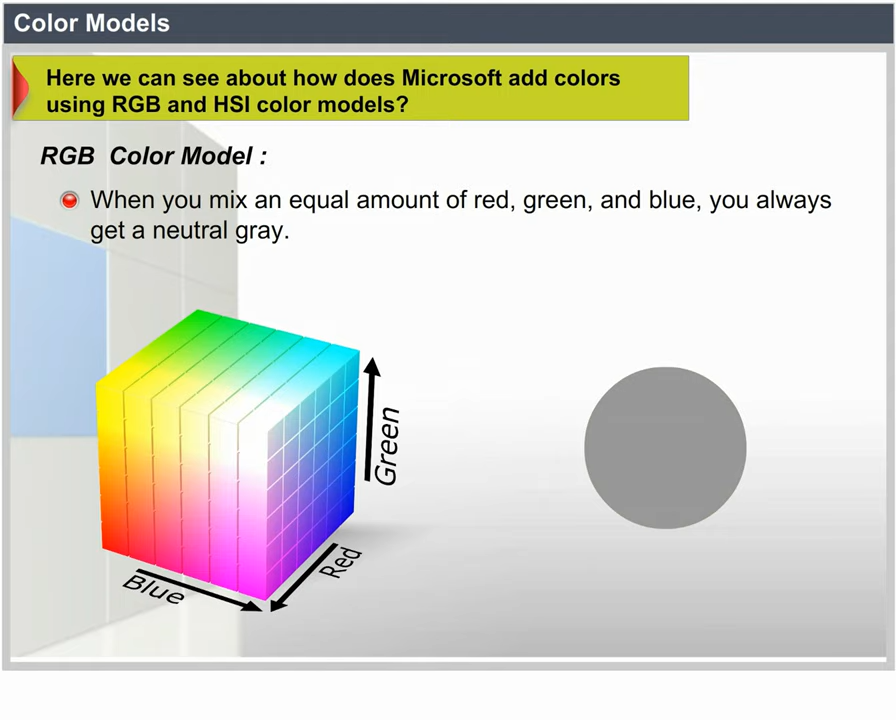 Color Models
Here we can see about how does Microsoft add colors
using RGB and HSI color models?
RGB Color Model :
When you mix an equal amount of red, green, and blue, you always
get a neutral gray.
Green
Red
Blue